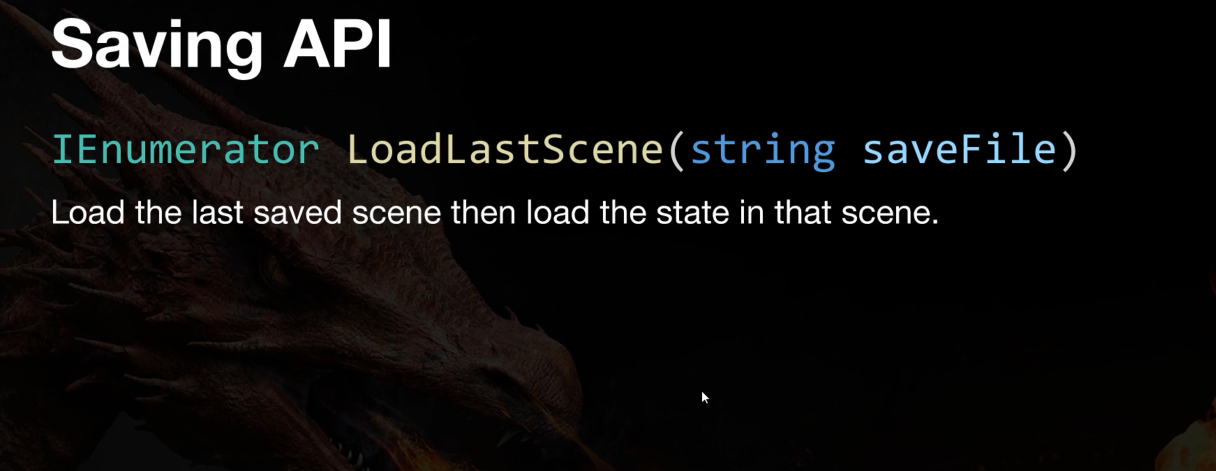 Saving API
IEnumerator LoadLastScene(string saveFile)
Load the last saved scene then load the state in that scene.